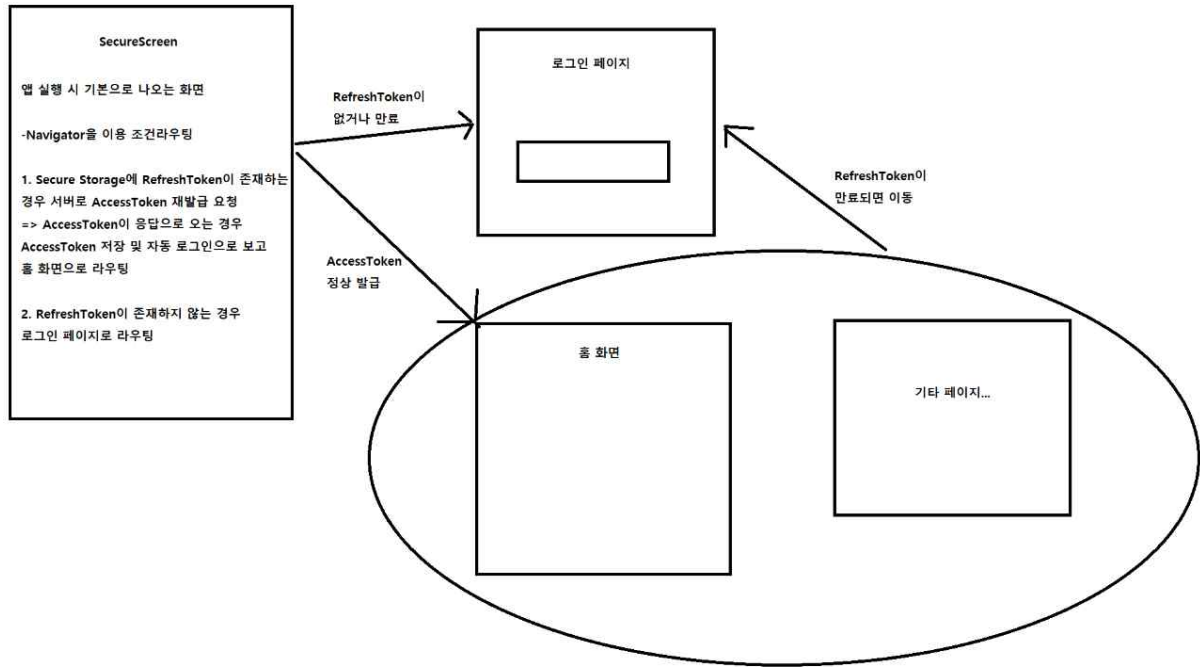 SecureScreen
앱 실행 시 기본으로 나오는 화면
-Navigator을 이용 조건라우팅
1. Secure Storage에 RefreshToken이 존재하는
경우 서버로 AccessToken 재발급 요청
=> AccessToken이 응답으로 오는 경우
AccessToken 저장 및 자동 로그인으로 보고
홈 화면으로 라우팅
2. RefreshToken이 존재하지 않는 경우
로그인 페이지로 라우팅
RefreshToken이
없거나 만료
로그인 페이지
RefreshToken이
만료되면 이동
AccessToken
정상 발급
홈 화면
기타 페이지...